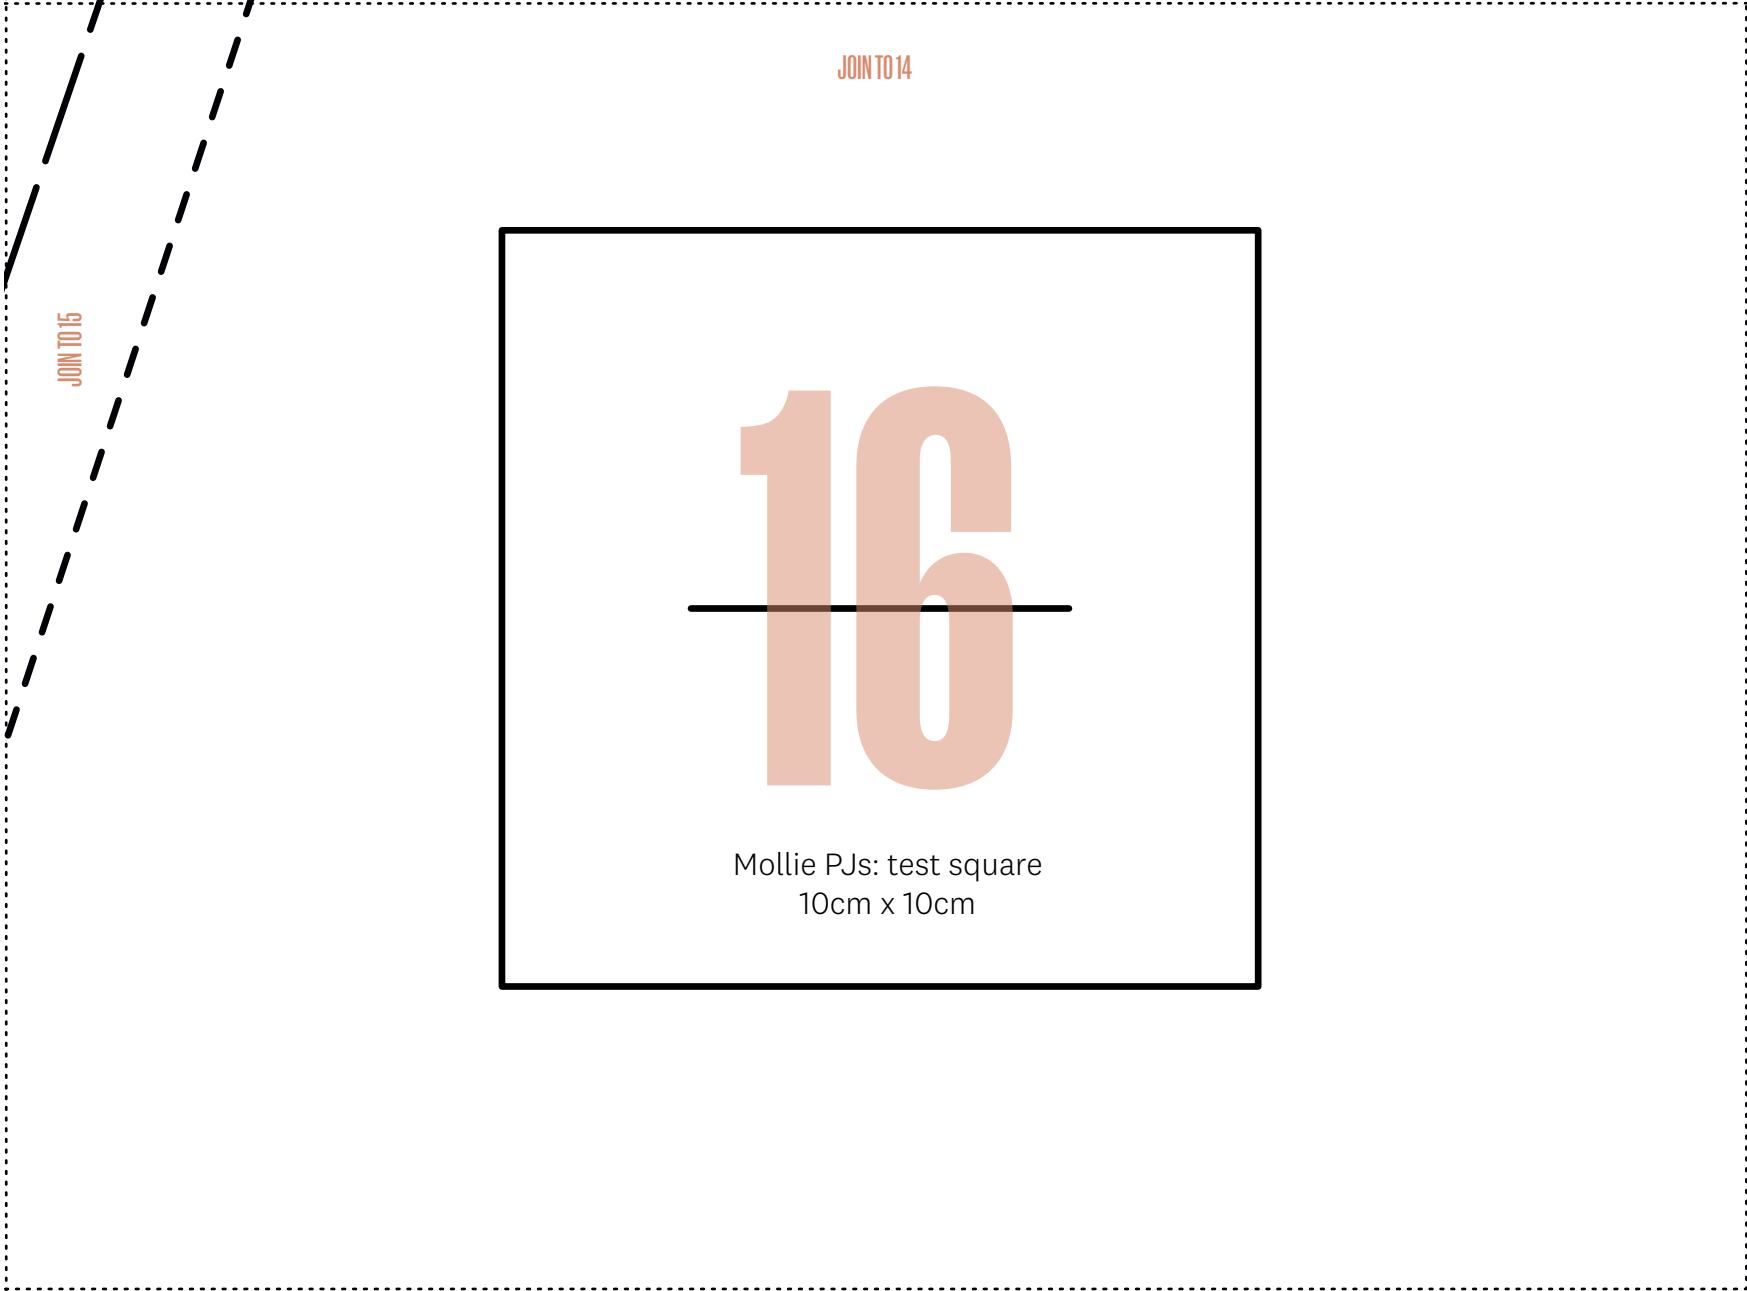 JOIN TO 14
JOIN TO 15
16
Mollie PJs: test square
10cm x 10cm